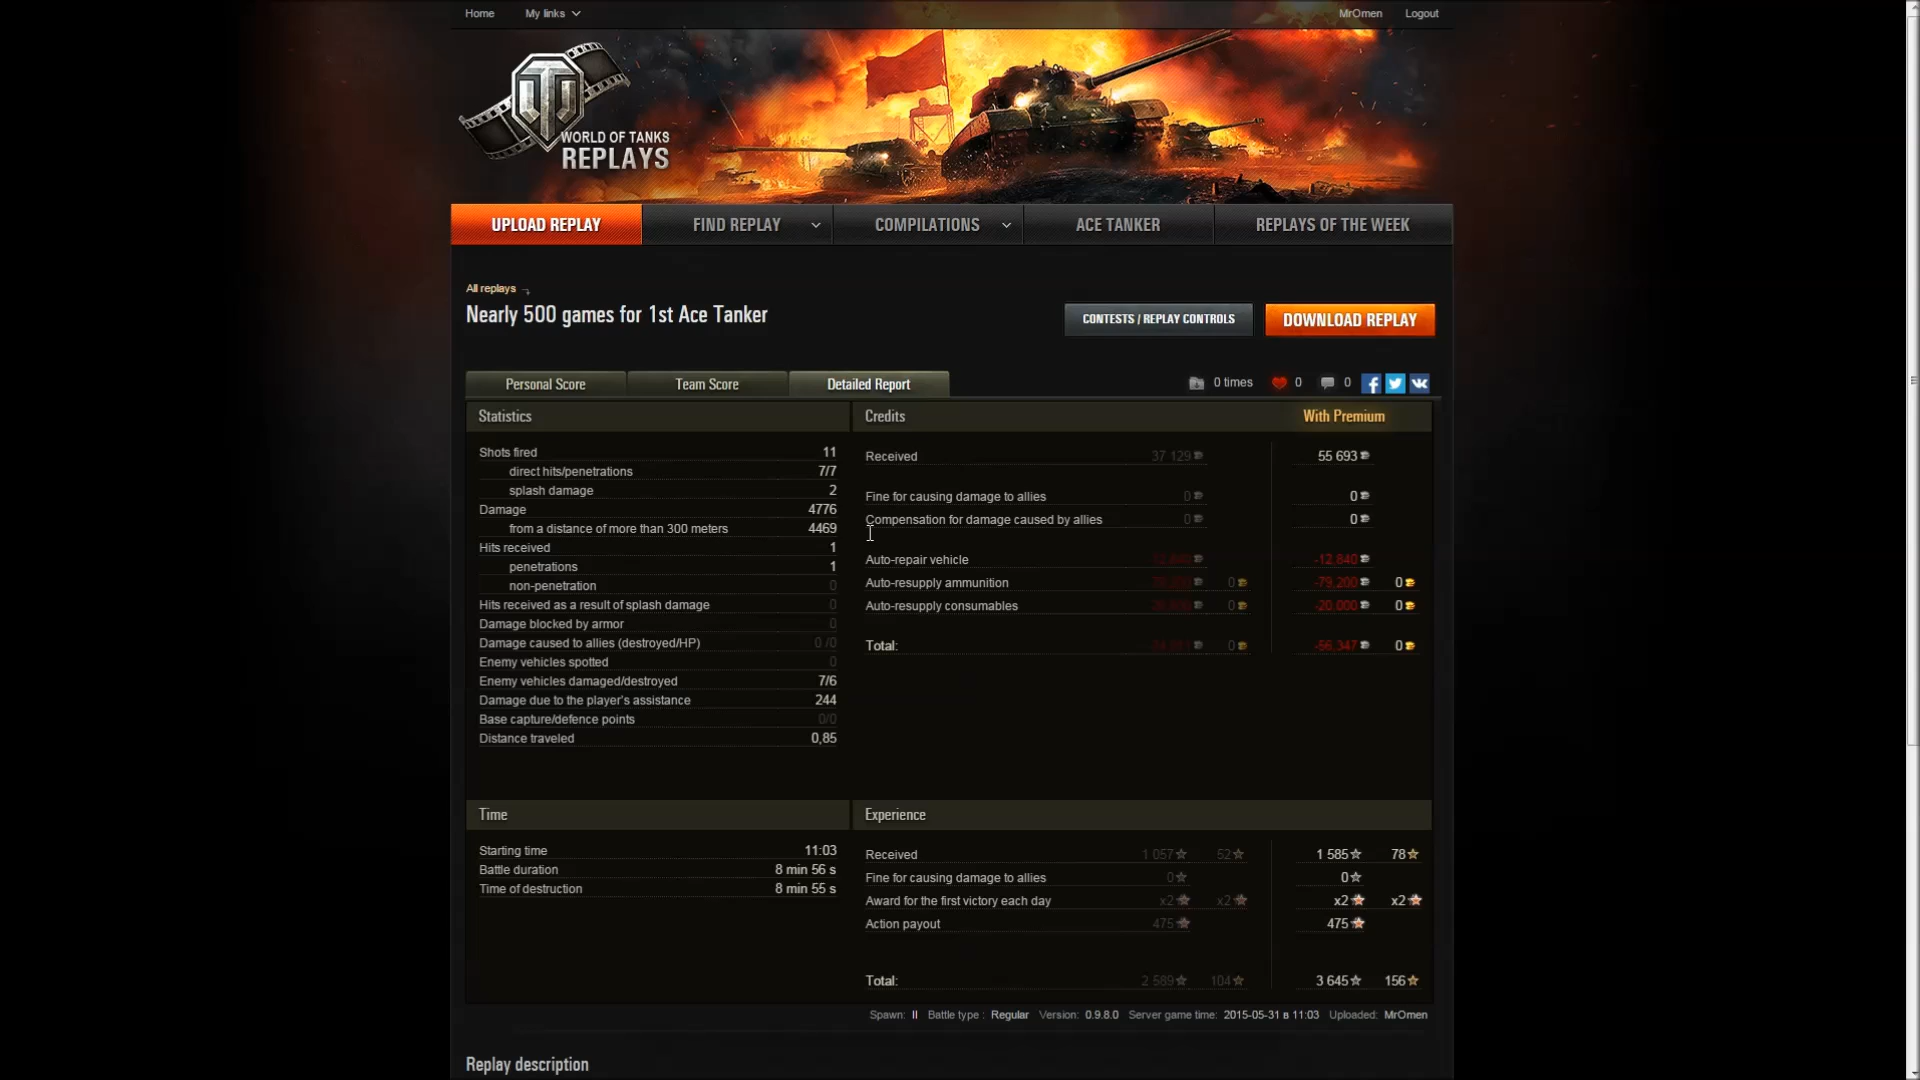 Home My links MrOmen Logout
WORLD OF TANKS
REPLAYS
UPLOAD REPLAY FIND REPLAY COMPILATIONS ACE TANKER REPLAYS OF THE WEEK
All replays
Nearly 500 games for 1st Ace Tanker
CONTESTS / REPLAY CONTROLS DOWNLOAD REPLAY
Personal Score Team Score Detailed Report 0 times 0 0
Statistics Credits With Premium
Shots fired 11
direct hits/penetrations 7/7
splash damage 2
Damage 4776
from a distance of more than 300 meters 4469
Hits received 1
penetrations 1
non-penetration 0
Hits received as a result of splash damage 0
Damage blocked by armor 0
Damage caused to allies (destroyed/HP) 0 /0
Enemy vehicles spotted 0
Enemy vehicles damaged/destroyed 7/6
Damage due to the player's assistance 244
Base capture/defence points 0/0
Distance traveled 0,85
Received 37 129 55 693
Fine for causing damage to allies 0 0
Compensation for damage caused by allies 0 0
Auto-repair vehicle -12,840
Auto-resupply ammunition 0 -79,200 0
Auto-resupply consumables 0 -20,000 0
Total: 0 -56,347 0
Time Experience
Starting time 11:03
Battle duration 8 min 56 s
Time of destruction 8 min 55 s
Received 1 057 52 1 585 78
Fine for causing damage to allies 0 0
Award for the first victory each day x2 x2 x2 x2
Action payout 475 475
Total: 2 589 104 3 645 156
Spawn: II Battle type : Regular Version: 0.9.8.0 Server game time: 2015-05-31 в 11:03 Uploaded: MrOmen
Replay description